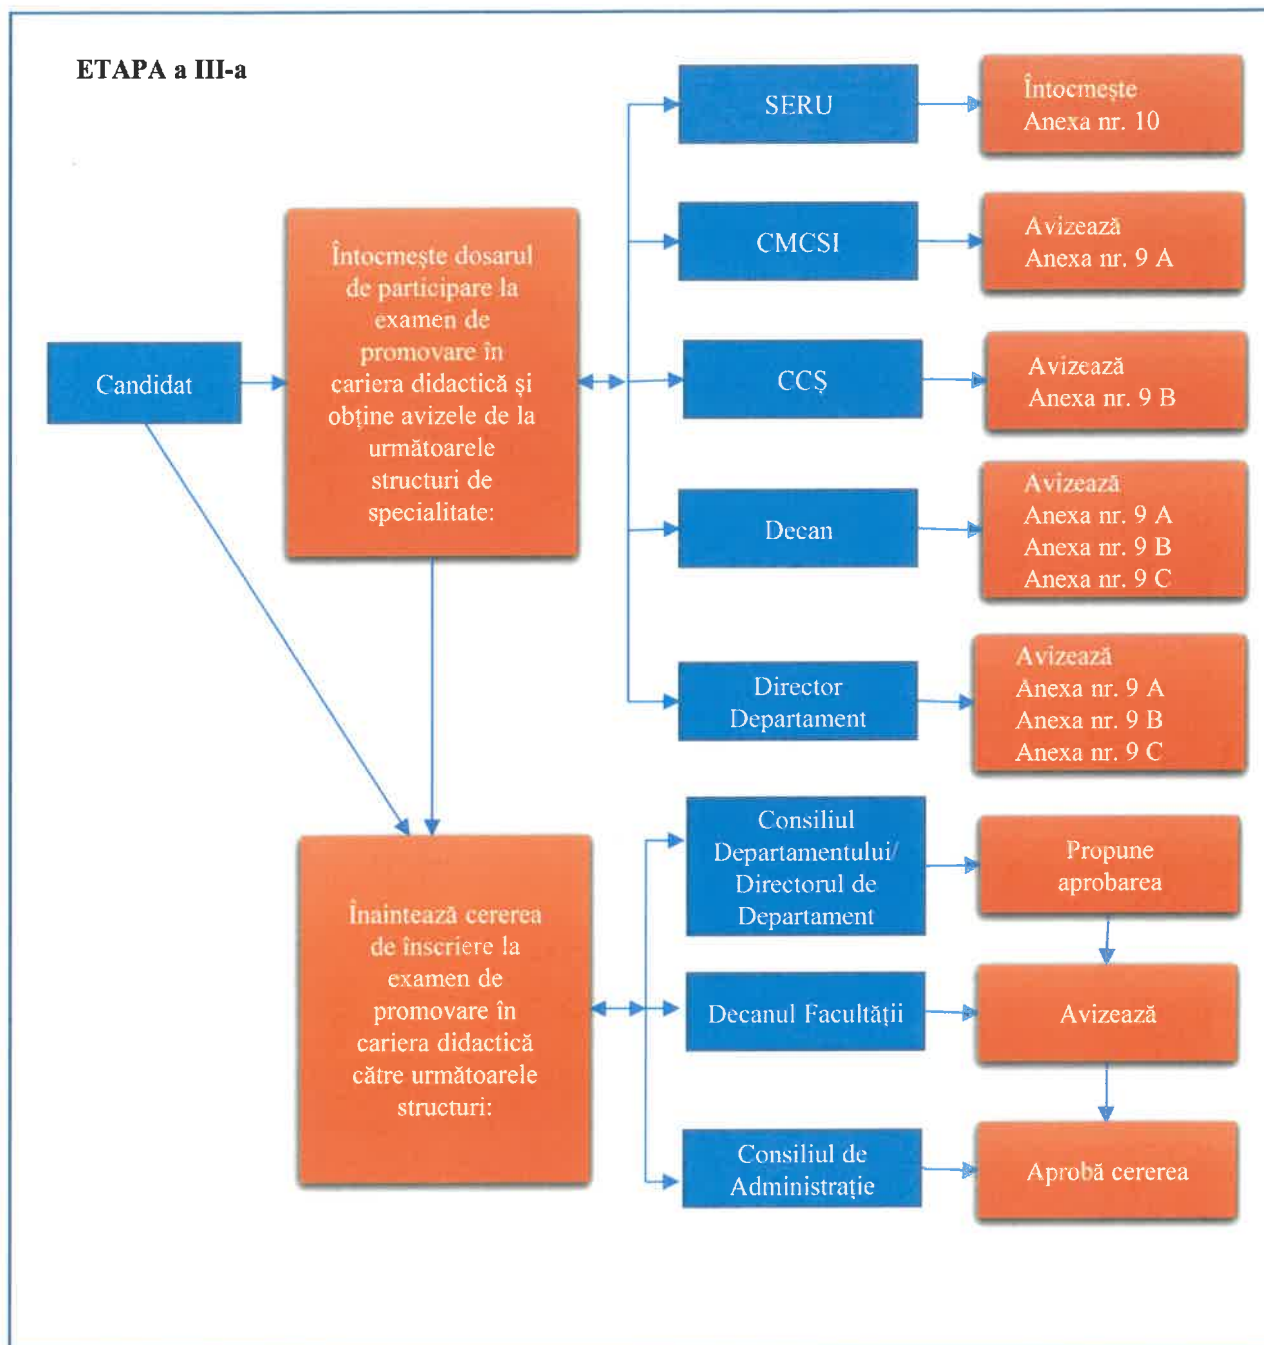 ETAPA a III-a
Candidat
Întocmește dosarul
de participare la
examen de
promovare în
cariera didactică și
obține avizele de la
următoarele
structuri de
specialitate:
SERU
Întocmește
Anexa nr. 10
CMCSI
Avizează
Anexa nr. 9 A
CCȘ
Avizează
Anexa nr. 9 B
Decan
Avizează
Anexa nr. 9 A
Anexa nr. 9 B
Anexa nr. 9 C
Director
Departament
Avizează
Anexa nr. 9 A
Anexa nr. 9 B
Anexa nr. 9 C
Înaintează cererea
de înscriere la
examen de
promovare în
cariera didactică
către următoarele
structuri:
Consiliul
Departamentului/
Directorul de
Departament
Propune
aprobarea
Decanul Facultății
Avizează
Consiliul de
Administrație
Aprobă cererea